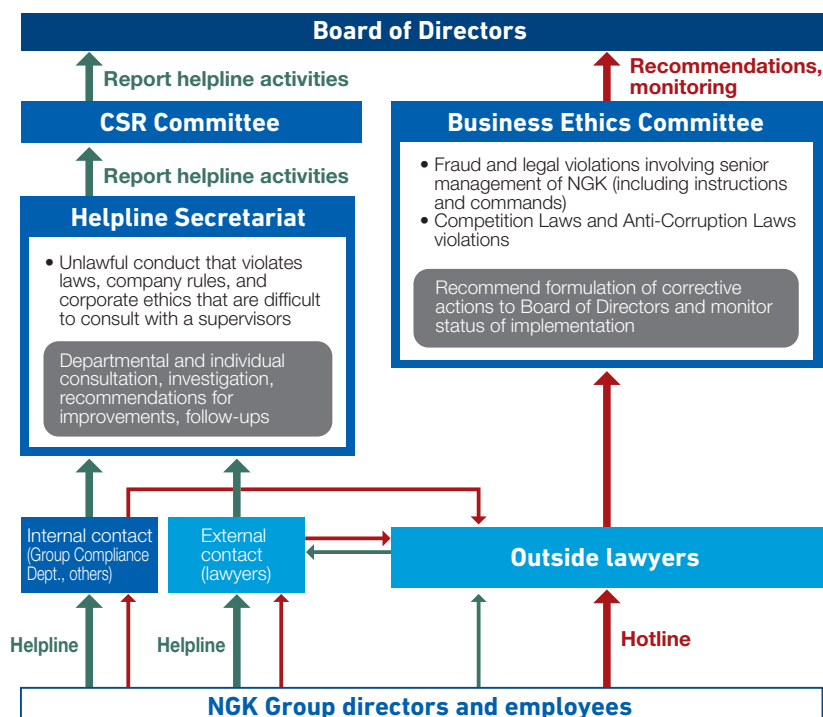 Board of Directors
Report helpline activities
Recommendations,
monitoring
CSR Committee
Report helpline activities
Helpline Secretariat
• Unlawful conduct that violates
laws, company rules, and
corporate ethics that are difficult
to consult with a supervisors
Departmental and individual
consultation, investigation,
recommendations for
improvements, follow-ups
Business Ethics Committee
• Fraud and legal violations involving senior
management of NGK (including instructions
and commands)
• Competition Laws and Anti-Corruption Laws
violations
Recommend formulation of corrective
actions to Board of Directors and monitor
status of implementation
Internal contact
(Group Compliance
Dept., others)
External
contact
(lawyers)
Outside lawyers
Helpline
Helpline
Hotline
NGK Group directors and employees